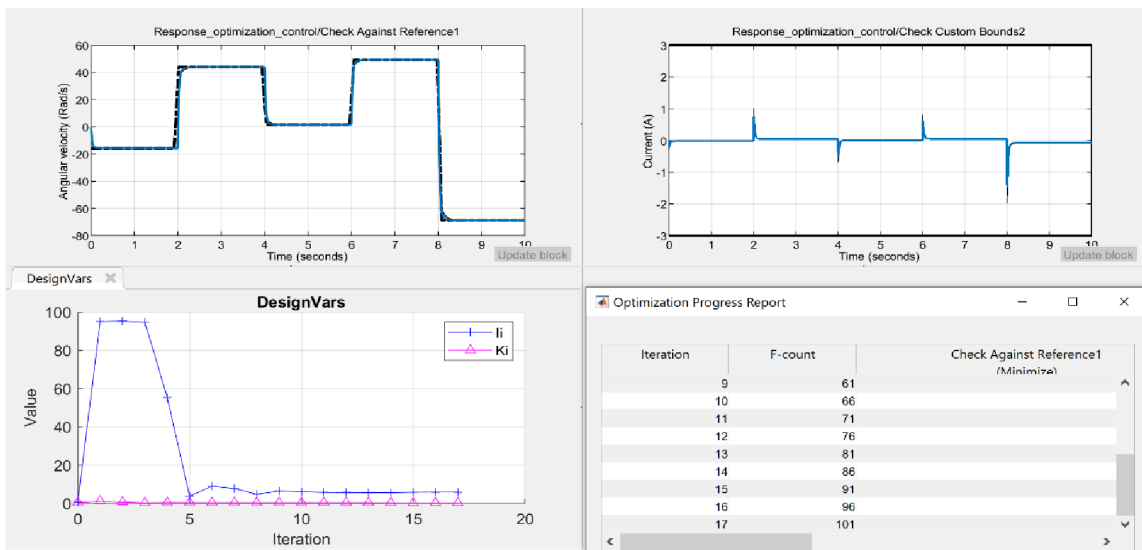 Response_optimization_control/Check Against Reference1
60
40
20
0
-20
-40
-60
-80
Angular velocity (Rad/s)
0 1 2 3 4 5 6 7 8 9 10
Time (seconds)
Update block
Response_optimization_control/Check Custom Bounds2
3
2
1
0
-1
-2
-3
Current (A)
0 1 2 3 4 5 6 7 8 9 10
Time (seconds)
Update block
DesignVars
DesignVars
100
80
60
40
20
0
Value
Ii
Ki
0 5 10 15 20
Iteration
Optimization Progress Report
Iteration F-count Check Against Reference1
(Minimize)
9 61
10 66
11 71
12 76
13 81
14 86
15 91
16 96
17 101